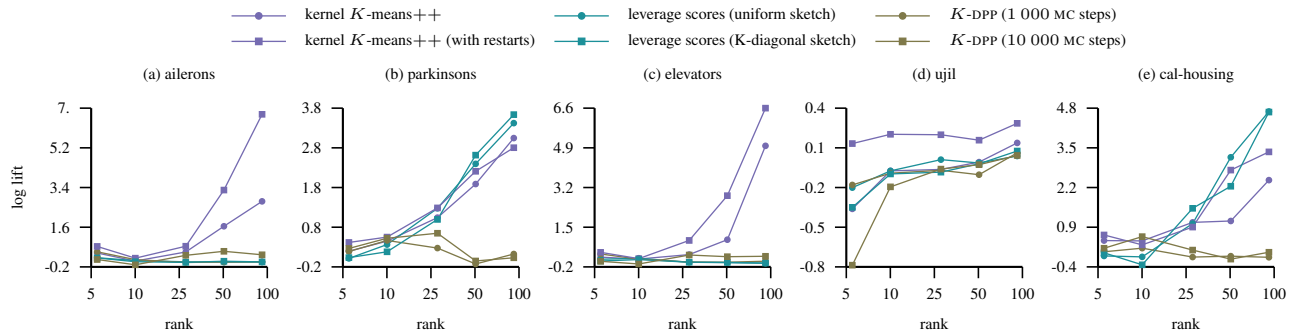 kernel K-means++ leverage scores (uniform sketch) K-DPP (1 000 MC steps)
kernel K-means++ (with restarts) leverage scores (K-diagonal sketch) K-DPP (10 000 MC steps)
(a) ailerons (b) parkinsons (c) elevators (d) ujil (e) cal-housing
7. 3.8 6.6 0.4 4.8
5.2 2.8 4.9 0.1 3.5
3.4 1.8 3.2 -0.2 2.2
log lift
1.6 0.8 1.5 -0.5 0.9
-0.2 -0.2 -0.2 -0.8 -0.4
5 10 25 50 100 5 10 25 50 100 5 10 25 50 100 5 10 25 50 100 5 10 25 50 100
rank rank rank rank rank